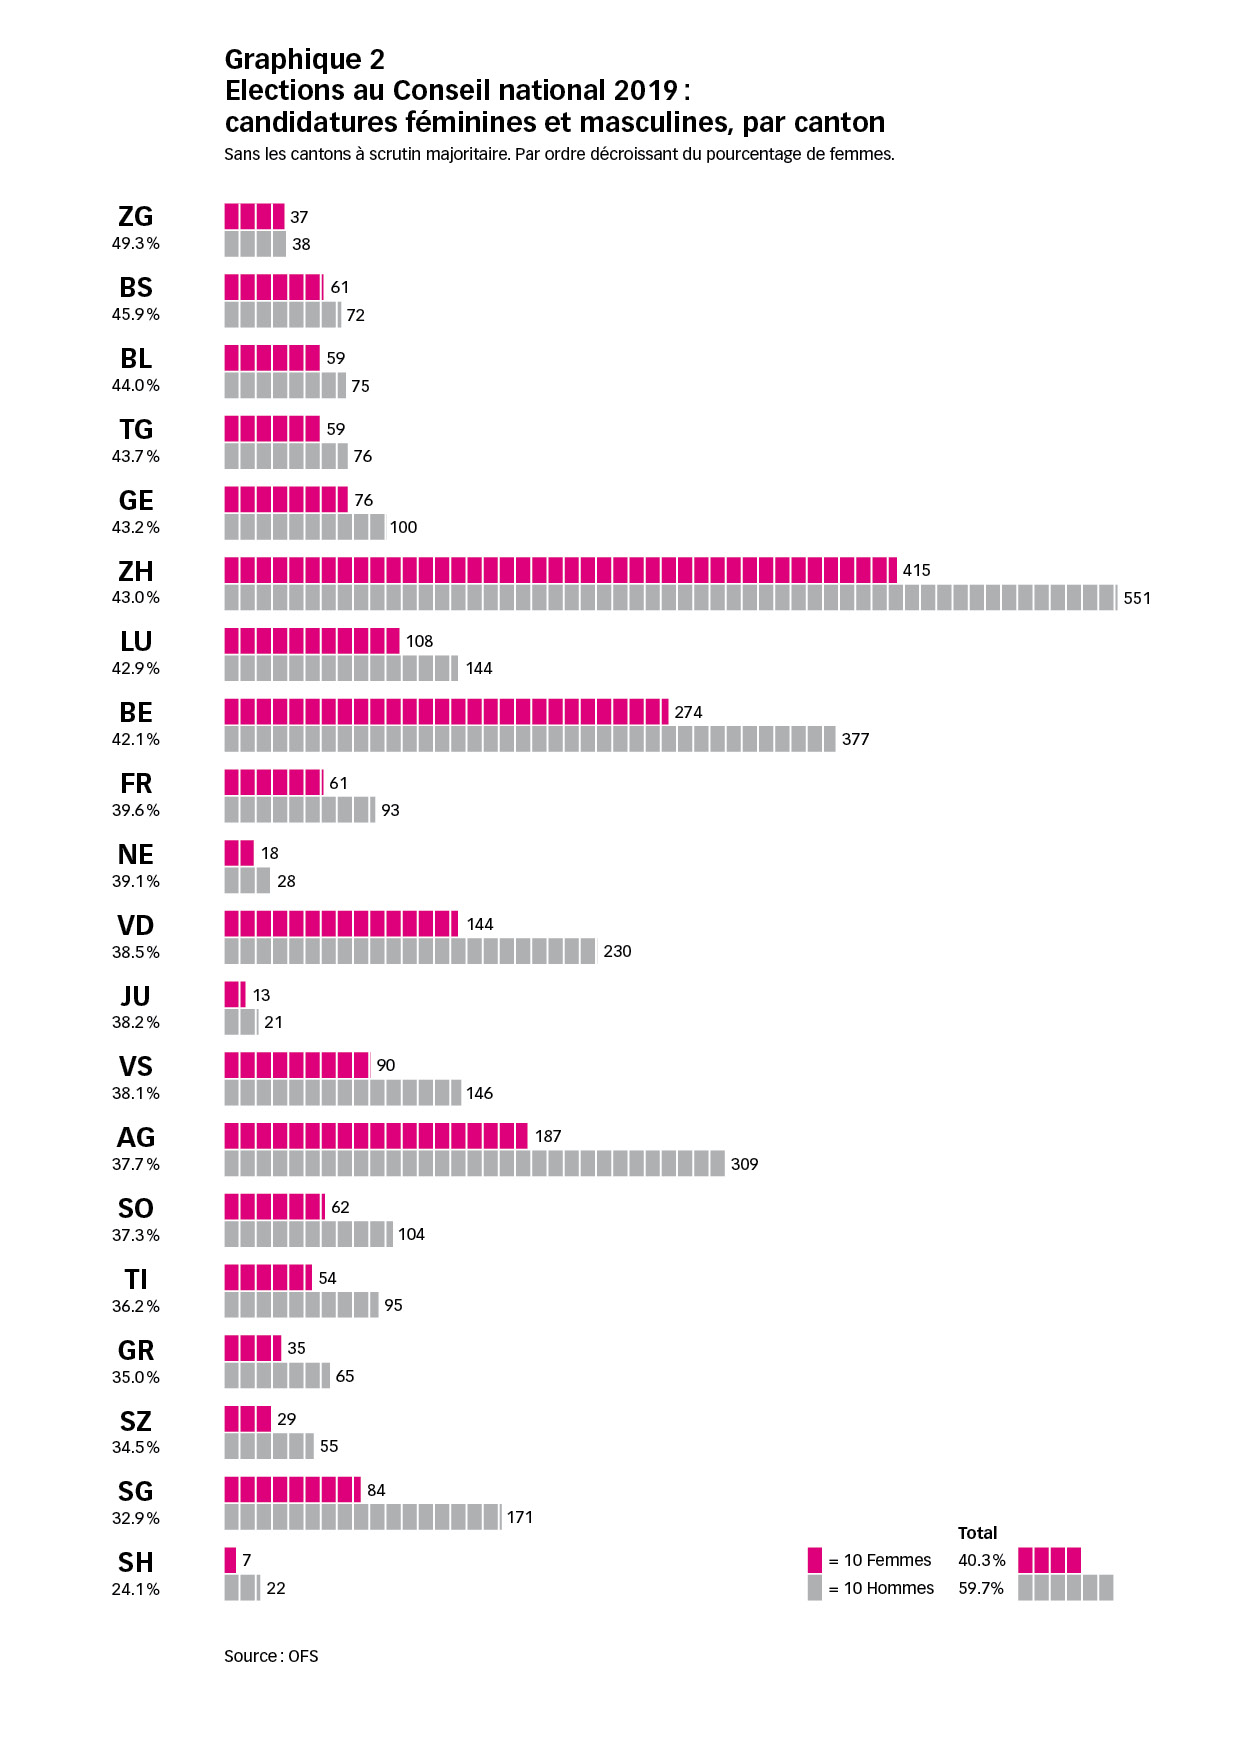 Graphique 2
Elections au Conseil national 2019 :
candidatures féminines et masculines, par canton
Sans les cantons à scrutin majoritaire. Par ordre décroissant du pourcentage de femmes.
ZG
37
49.3 %
38
BS
61
45.9 %
72
BL
59
44.0 %
75
TG
59
43.7 %
76
GE
76
43.2 %
100
ZH
415
43.0 %
551
LU
108
42.9 %
144
BE
274
42.1 %
377
FR
61
39.6 %
93
NE
18
39.1 %
28
VD
144
38.5 %
230
JU
13
38.2 %
21
VS
90
38.1 %
146
AG
187
37.7 %
309
SO
62
37.3 %
104
TI
54
36.2 %
95
GR
35
35.0 %
65
SZ
29
34.5 %
55
SG
84
32.9 %
171
SH
7
24.1 %
22
Total
= 10 Femmes 40.3 %
= 10 Hommes 59.7%
Source : OFS